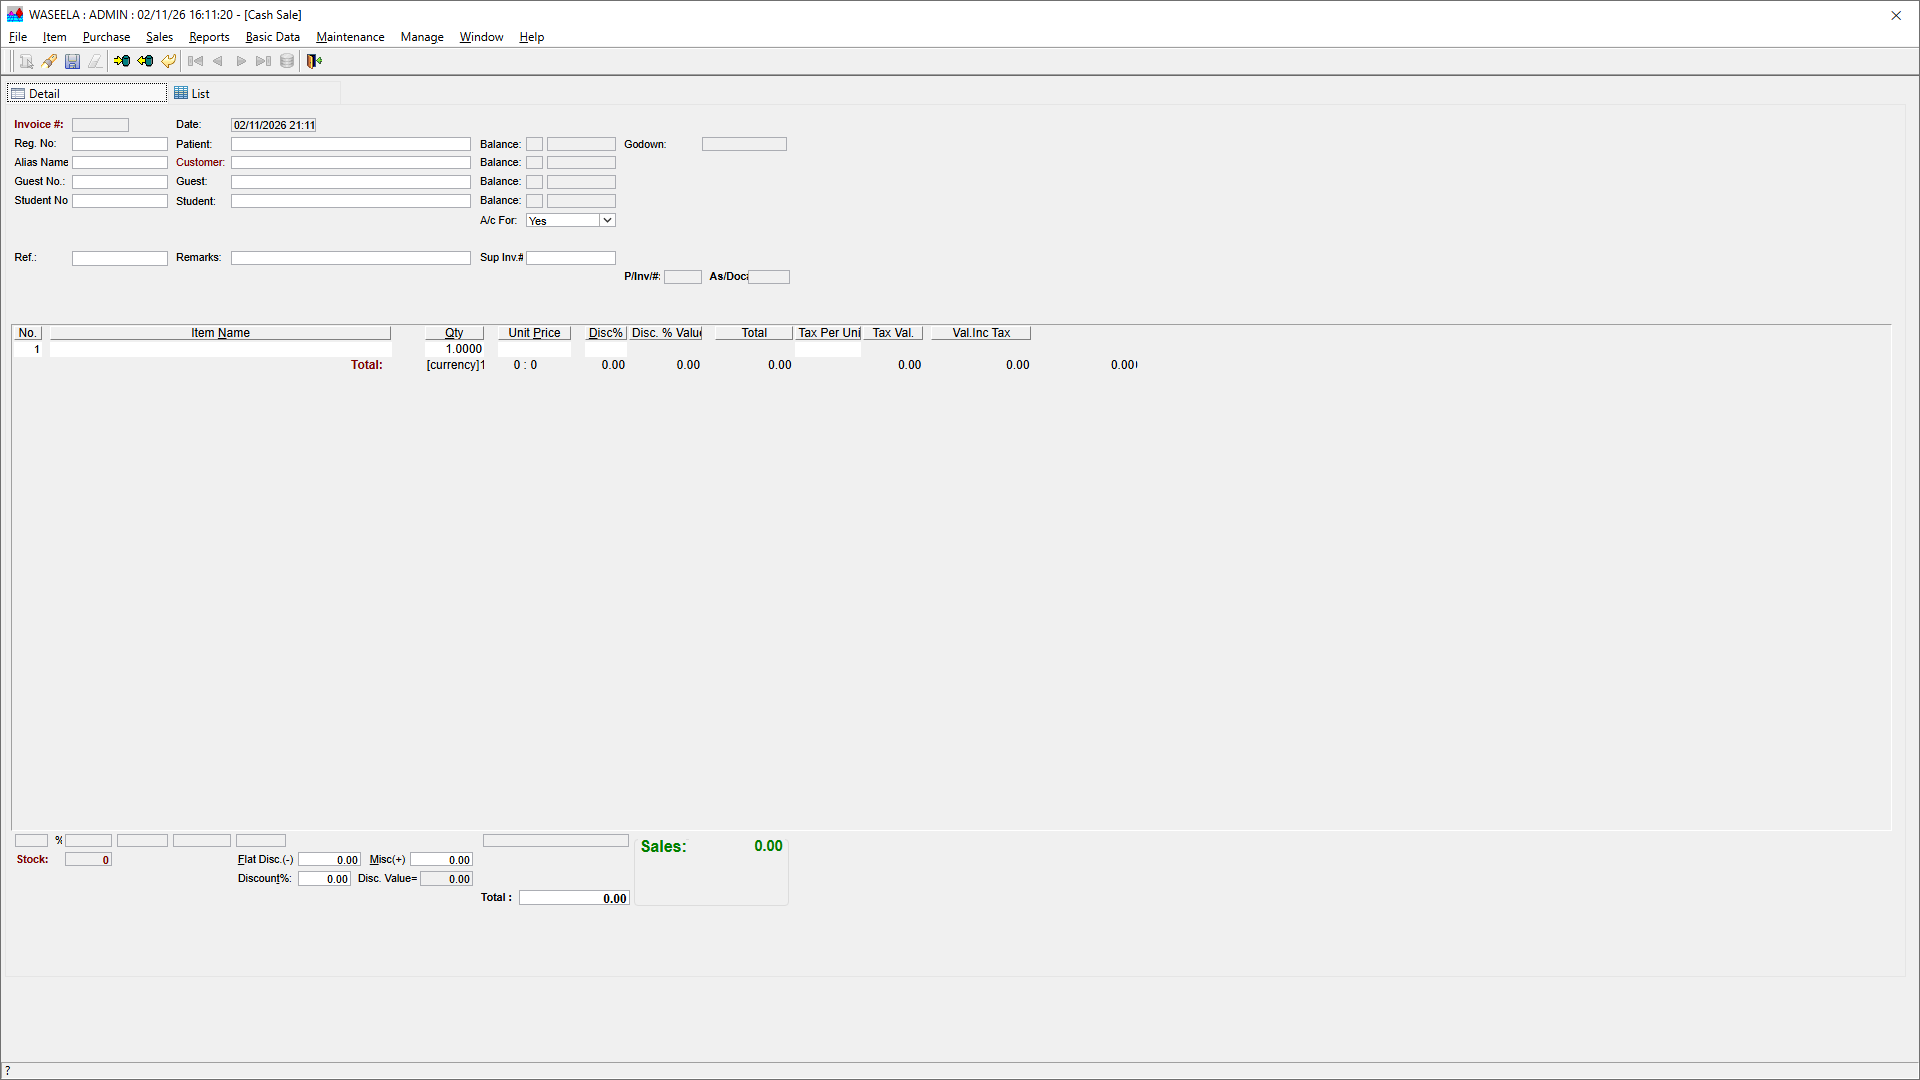 WASEELA : ADMIN : 02/11/26 16:11:20 - [Cash Sale]
File Item Purchase Sales Reports Basic Data Maintenance Manage Window Help
Detail List
Invoice #: Date: 02/11/2026 21:11
Reg. No: Patient: Balance: Godown:
Alias Name Customer: Balance:
Guest No.: Guest: Balance:
Student No Student: Balance:
A/c For: Yes
Ref.: Remarks: Sup Inv.#
P/Inv/#: As/Doc
No. Item Name Qty Unit Price Disc% Disc. % Valu Total Tax Per Uni Tax Val. Val.Inc Tax
1 1.0000
Total: [currency]1 0 : 0 0.00 0.00 0.00 0.00 0.00 0.00
%
Sales: 0.00
Stock: 0 Flat Disc.(-) 0.00 Misc(+) 0.00
Discount%: 0.00 Disc. Value= 0.00
Total : 0.00
?